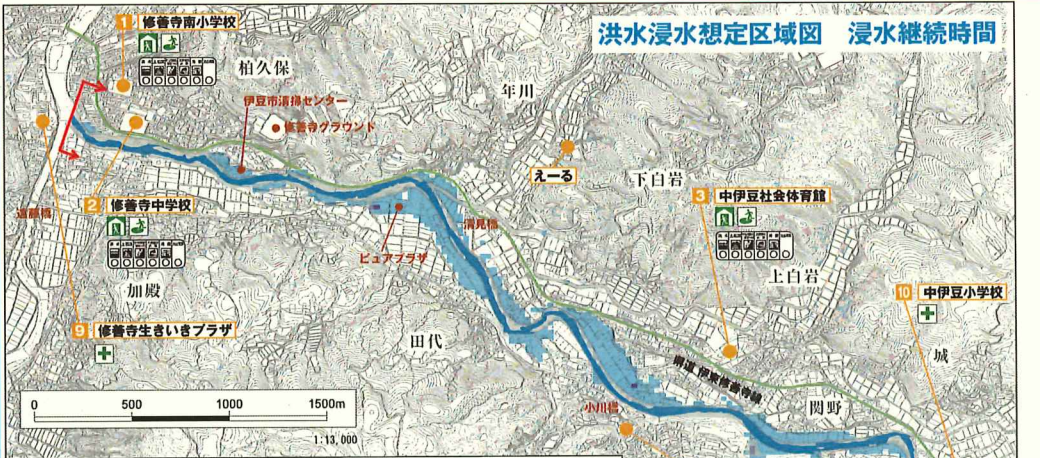 洪水浸水想定区域図 浸水継続時間
1 修善寺南小学校
柏久保
伊豆市清掃センター
修善寺グラウンド
年川
えーる
下白岩
3 中伊豆社会体育館
上白岩
10 中伊豆小学校
城
2 修善寺中学校
遠藤橋
清見橋
ピュアプラザ
加殿
9 修善寺生きいきプラザ
田代
県道 伊東修善寺線
関野
小川橋
0 500 1000 1500m
1:13,000